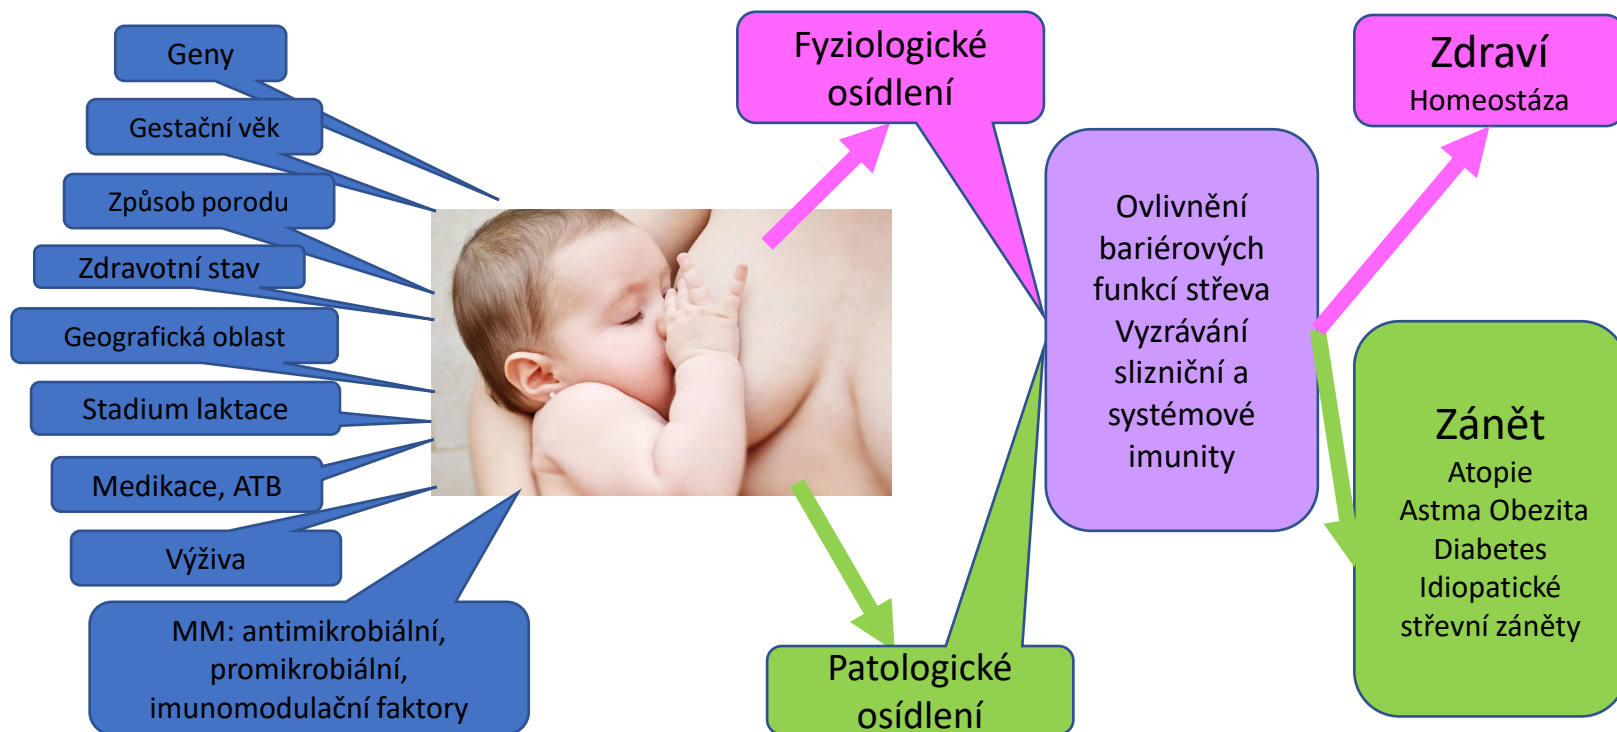 Geny
Gestační věk
Způsob porodu
Zdravotní stav
Geografická oblast
Stadium laktace
Medikace, ATB
Výživa
MM: antimikrobiální,
promikrobiální,
imunomodulační faktory
Fyziologické
osídlení
Patologické
osídlení
Ovlivnění
bariérových
funkcí střeva
Vyzrávání
slizniční a
systémové
imunity
Zdraví
Homeostáza
Zánět
Atopie
Astma Obezita
Diabetes
Idiopatické
střevní záněty